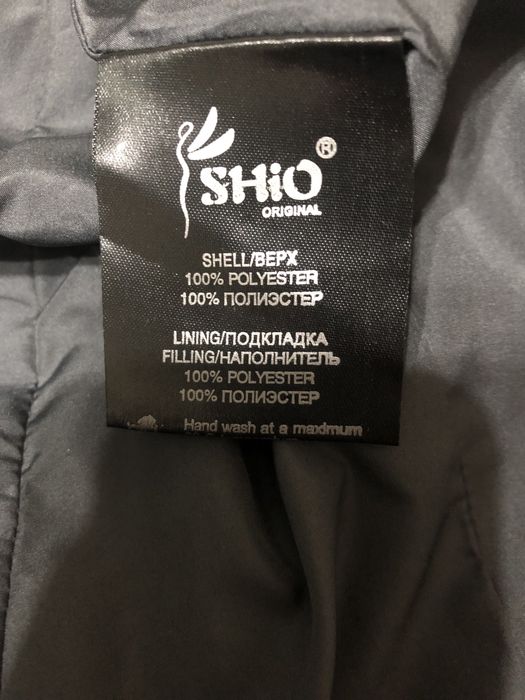 SHiO ®
ORIGINAL
SHELL/ВЕРХ
100% POLYESTER
100% ПОЛИЭСТЕР
LINING/ПОДКЛАДКА
FILLING/НАПОЛНИТЕЛЬ
100% POLYESTER
100% ПОЛИЭСТЕР
Hand wash at a maximum